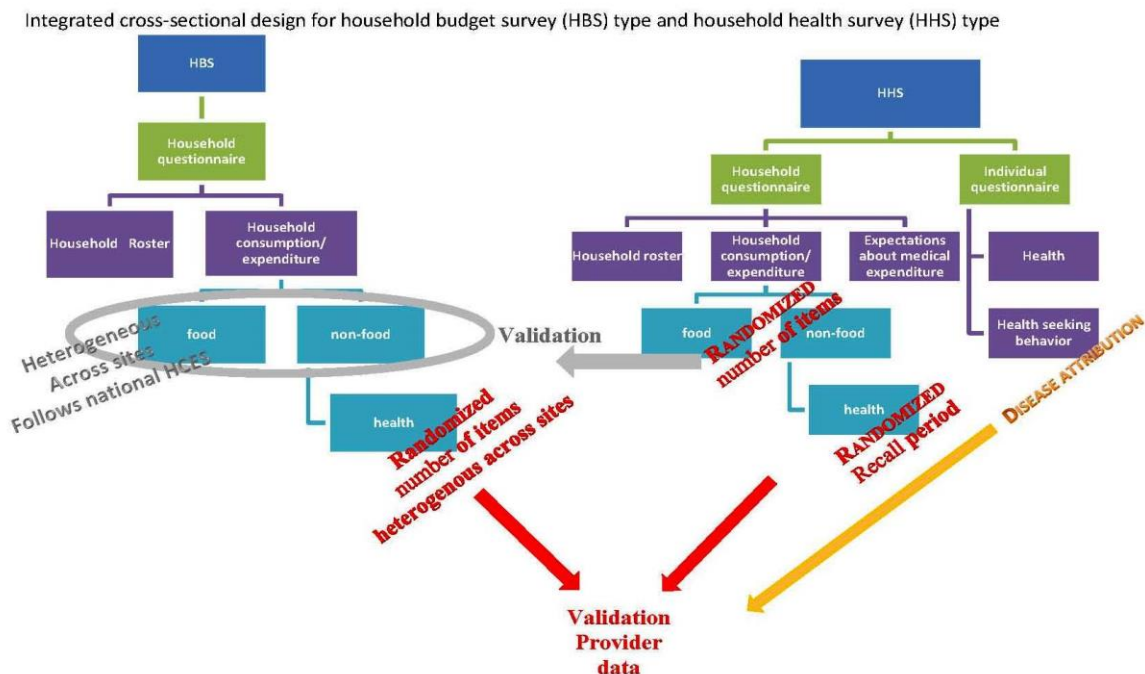 Integrated cross-sectional design for household budget survey (HBS) type and household health survey (HHS) type
HBS
Household
questionnaire
Household Roster
Household
consumption/
expenditure
food
non-food
health
Heterogeneous
Across sites
Follows national HCES
Randomized
number of items
heterogenous across sites
Validation
HHS
Household
questionnaire
Individual
questionnaire
Household roster
Household
consumption/
expenditure
Expectations
about medical
expenditure
Health
Health seeking
behavior
food
non-food
RANDOMIZED
number of items
health
RANDOMIZED
Recall period
DISEASE ATTRIBUTION
Validation
Provider
data